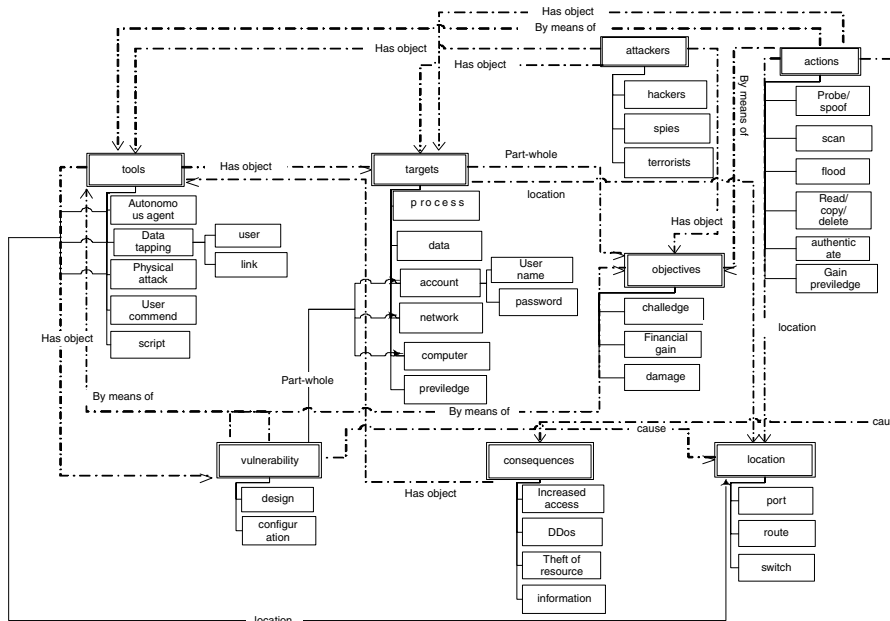 Has object
By means of
Part-whole
Has object
Has object
attackers
actions
hackers
spies
terrorists
By means of
Probe/
spoof
scan
flood
Read/
copy/
delete
authentic
ate
Gain
previledge
tools
Has object
targets
location
Has object
Autonomo
us agent
Data
tapping
user
link
Physical
attack
User
commend
script
process
data
account
User
name
password
network
computer
previledge
objectives
challedge
Financial
gain
damage
location
Has object
Part-whole
By means of
By means of
cause
cau
vulnerability
design
configur
ation
Has object
consequences
Increased
access
DDos
Theft of
resource
information
location
port
route
switch
location